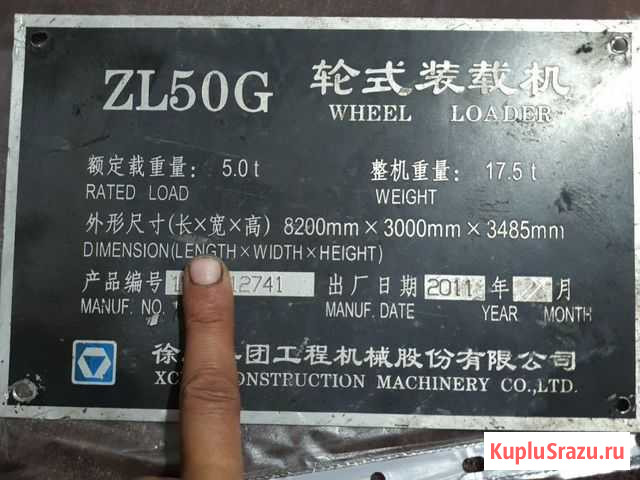 ZL50G 轮式装载机
WHEEL LOADER
额定载重量: 5.0t 整机重量: 17.5t
RATED LOAD WEIGHT
外形尺寸(长×宽×高) 8200mm×3000mm×3485mm
DIMENSION(LENGTH×WIDTH×HEIGHT)
产品编号 12741 出厂日期 2011 年 月
MANUF. NO. MANUF. DATE YEAR MONTH
徐 团工程机械股份有限公司
XC ONSTRUCTION MACHINERY CO.,LTD.
KupluSrazu.ru